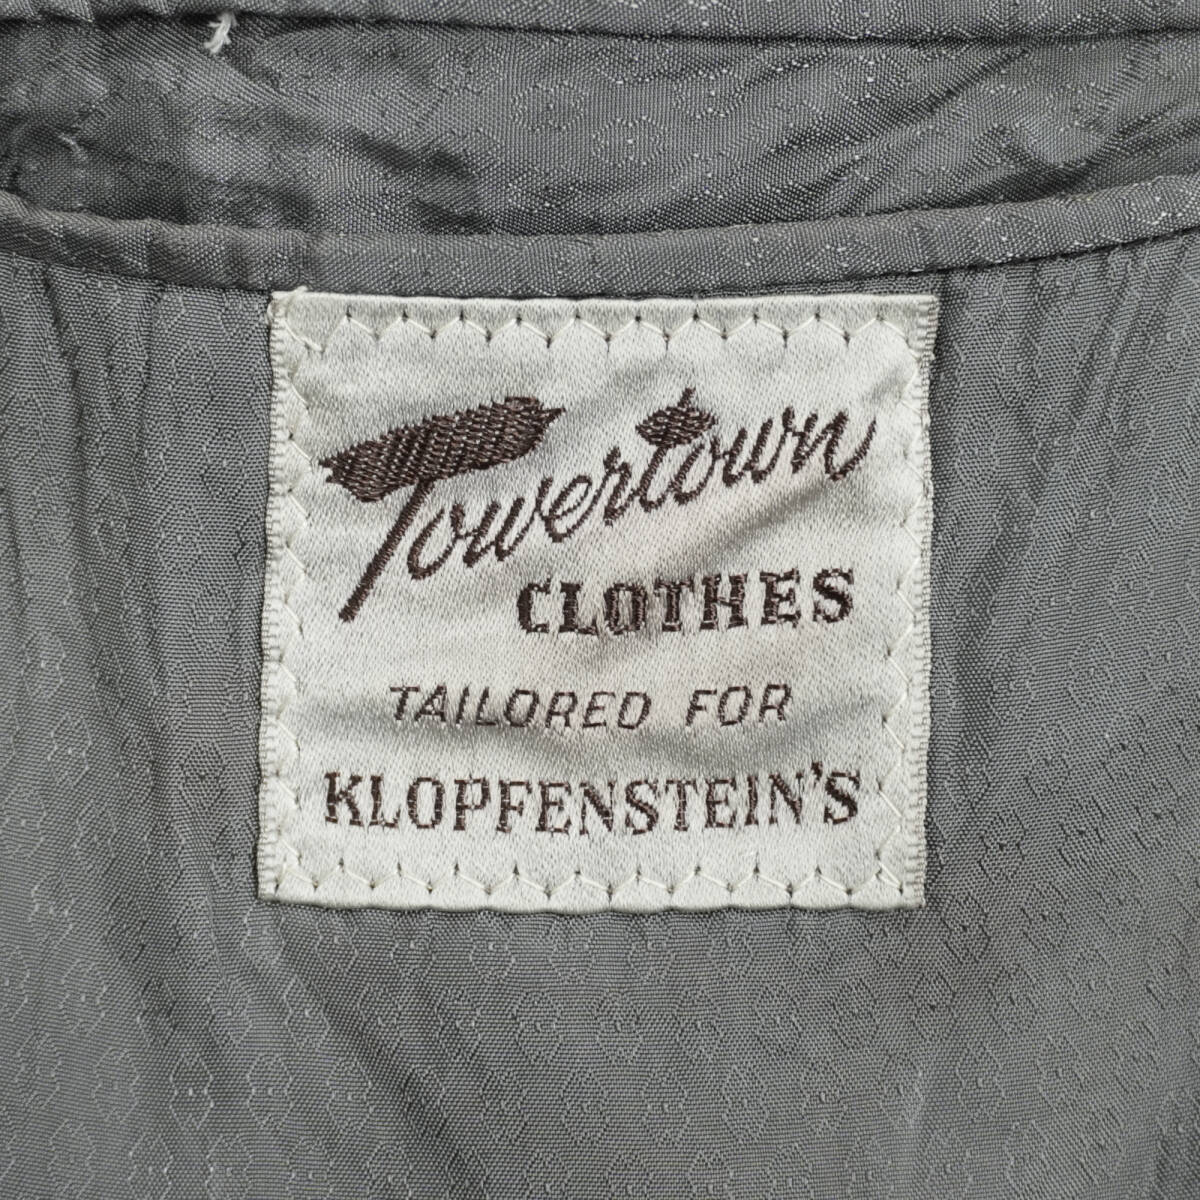 Towertown
CLOTHES
TAILORED FOR
KLOPFENSTEIN'S